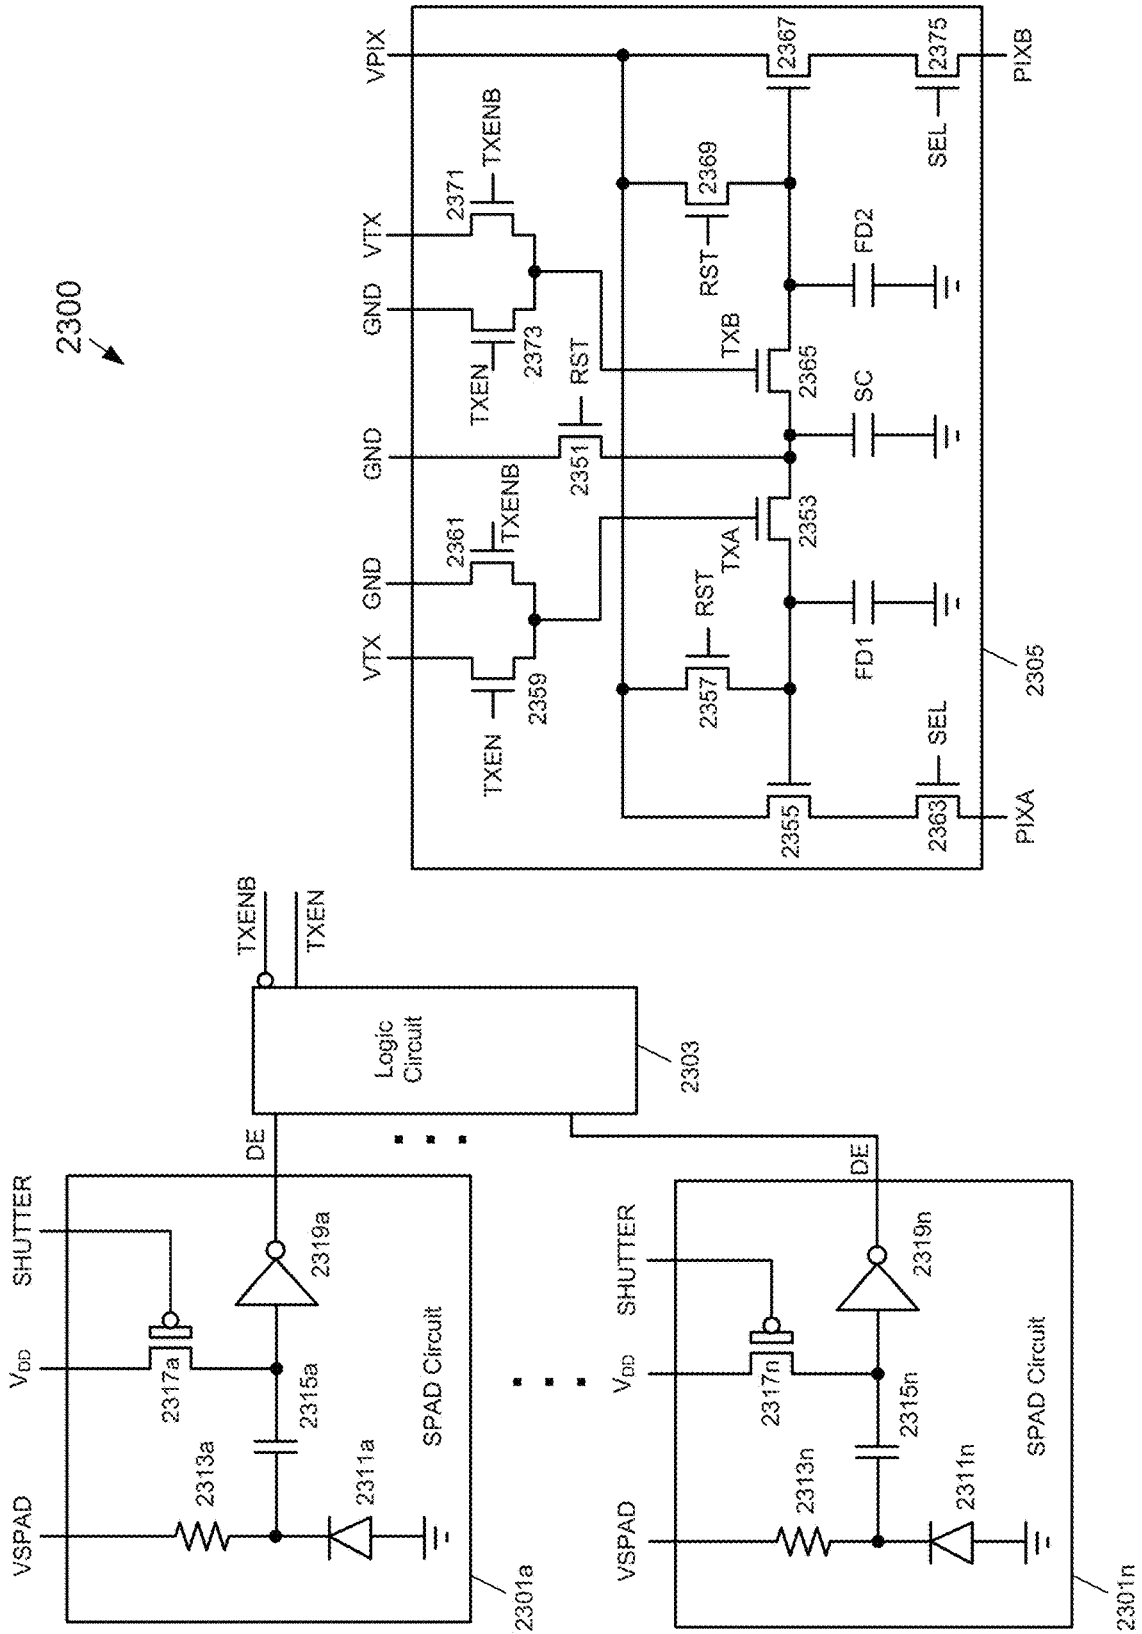 2300
VSPAD
VDD
SHUTTER
2313a
2317a
2315a
2311a
2319a
SPAD Circuit
2301a
DE
VSPAD
VDD
SHUTTER
2313n
2317n
2315n
2311n
2319n
SPAD Circuit
2301n
DE
Logic
Circuit
2303
TXENB
TXEN
VTX
GND
GND
GND
VTX
VPIX
TXEN
2359
2361
TXENB
2351
RST
TXEN
2373
2371
TXENB
2357
RST
TXA
2353
TXB
2365
RST
2369
2355
FD1
SC
FD2
2367
2363
SEL
SEL
2375
PIXA
2305
PIXB